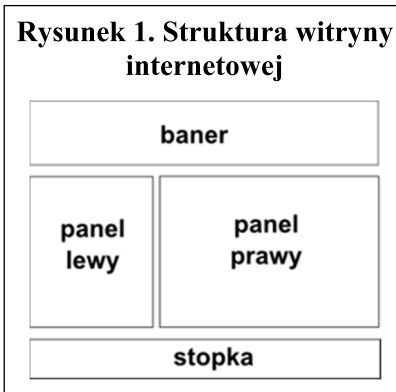 Rysunek 1. Struktura witryny
internetowej
baner
panel
lewy
panel
prawy
stopka